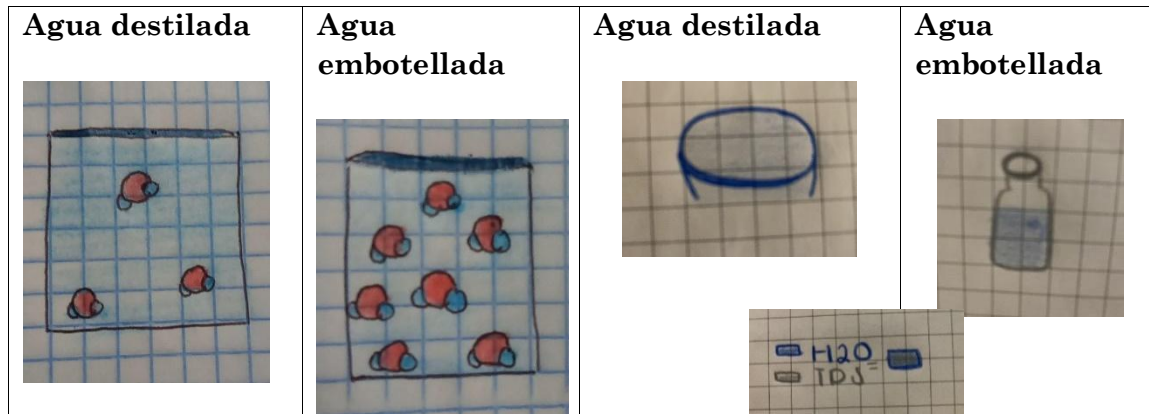 Agua destilada
Agua
embotellada
Agua destilada
Agua
embotellada
H2O
TDS=